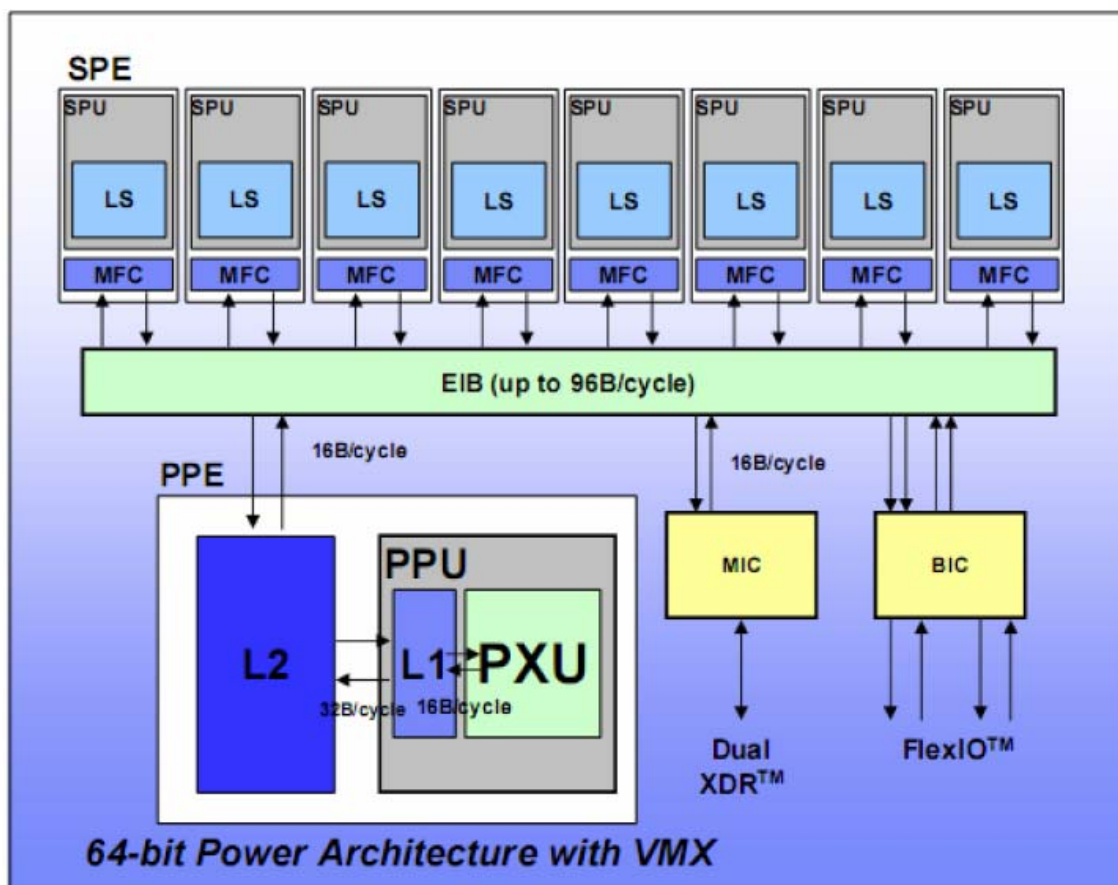 SPE
SPU SPU SPU SPU SPU SPU SPU SPU
LS LS LS LS LS LS LS LS
MFC MFC MFC MFC MFC MFC MFC MFC
EIB (up to 96B/cycle)
16B/cycle 16B/cycle
PPE
PPU
MIC BIC
L2 L1 PXU
32B/cycle 16B/cycle
Dual FlexIO™
XDR™
64-bit Power Architecture with VMX